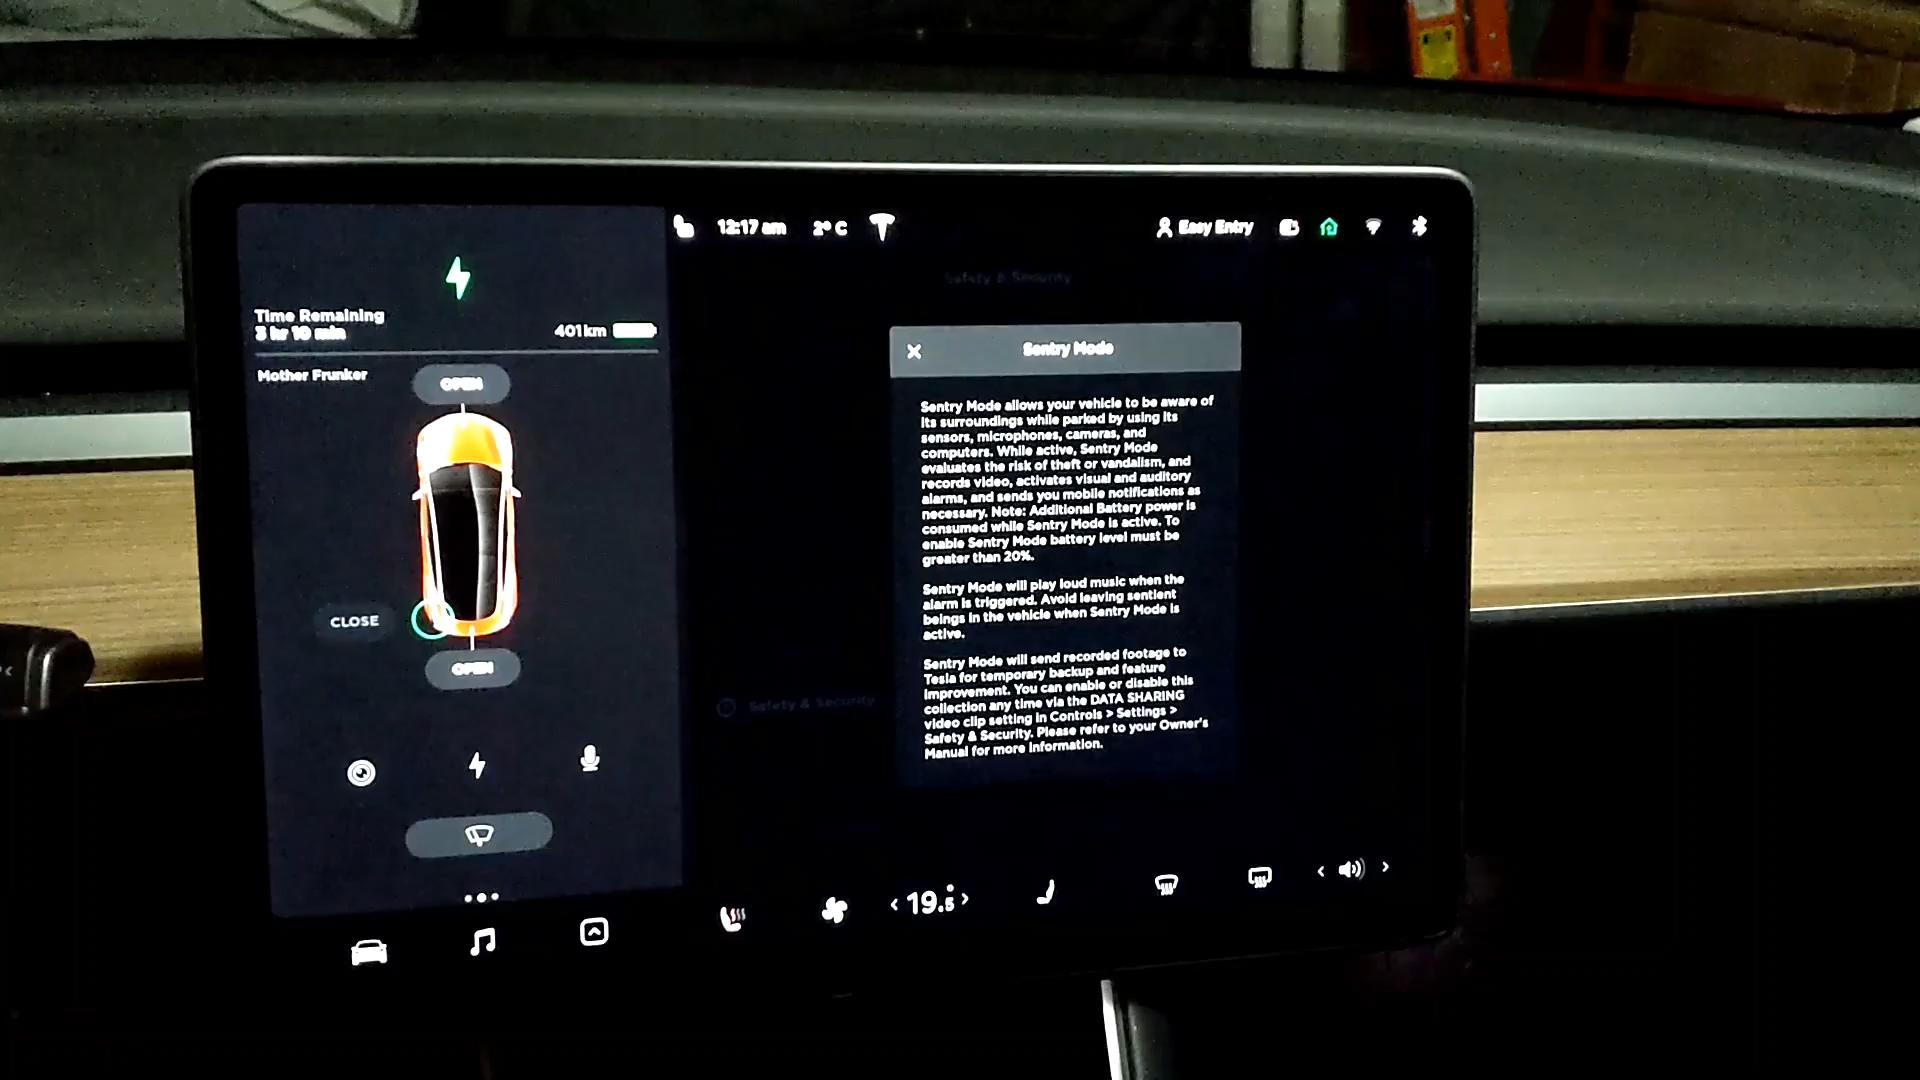 12:17 am
2° C
Easy Entry
Safety & Security
Time Remaining
3 hr 10 min
401km
Mother Frunker
OPEN
CLOSE
OPEN
Sentry Mode
Sentry Mode allows your vehicle to be aware of
its surroundings while parked by using its
sensors, microphones, cameras, and
computers. While active, Sentry Mode
evaluates the risk of theft or vandalism, and
records video, activates visual and auditory
alarms, and sends you mobile notifications as
necessary. Note: Additional Battery power is
consumed while Sentry Mode is active. To
enable Sentry Mode battery level must be
greater than 20%.
Sentry Mode will play loud music when the
alarm is triggered. Avoid leaving sentient
beings in the vehicle when Sentry Mode is
active.
Sentry Mode will send recorded footage to
Tesla for temporary backup and feature
improvement. You can enable or disable this
collection any time via the DATA SHARING
video clip setting in Controls > Settings >
Safety & Security. Please refer to your Owner's
Manual for more information.
Safety & Security
< 19.5 >
< >